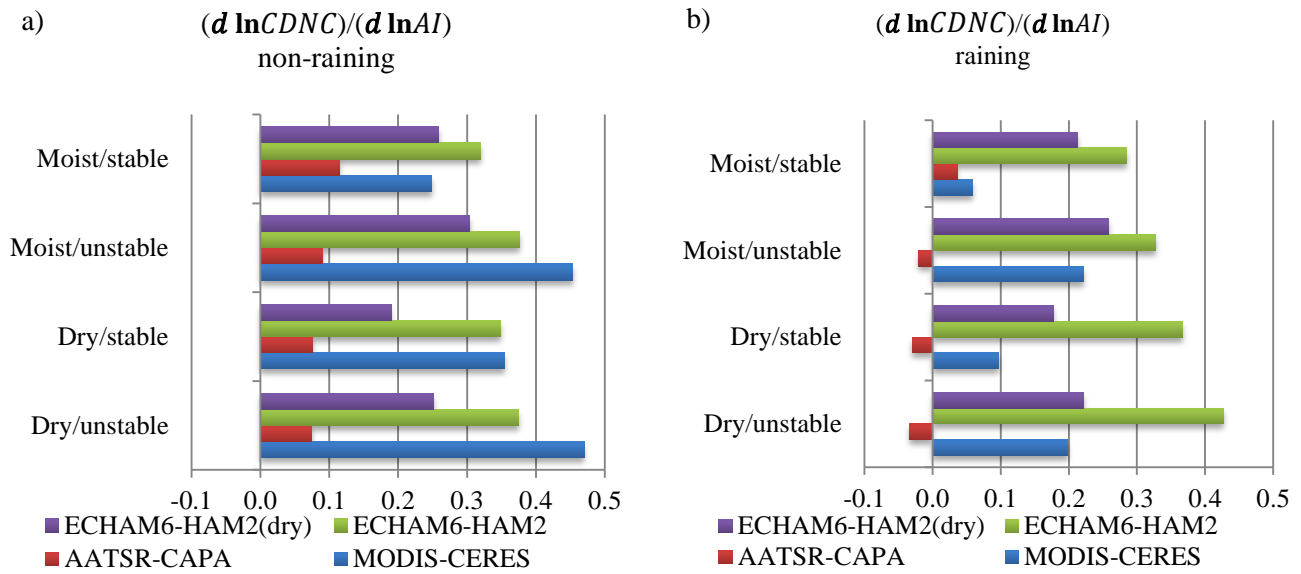 a)
(d lnCDNC)/(d lnAI)
non-raining
Moist/stable
Moist/unstable
Dry/stable
Dry/unstable
-0.1 0.0 0.1 0.2 0.3 0.4 0.5
ECHAM6-HAM2(dry) ECHAM6-HAM2
AATSR-CAPA MODIS-CERES
b)
(d lnCDNC)/(d lnAI)
raining
Moist/stable
Moist/unstable
Dry/stable
Dry/unstable
-0.1 0.0 0.1 0.2 0.3 0.4 0.5
ECHAM6-HAM2(dry) ECHAM6-HAM2
AATSR-CAPA MODIS-CERES